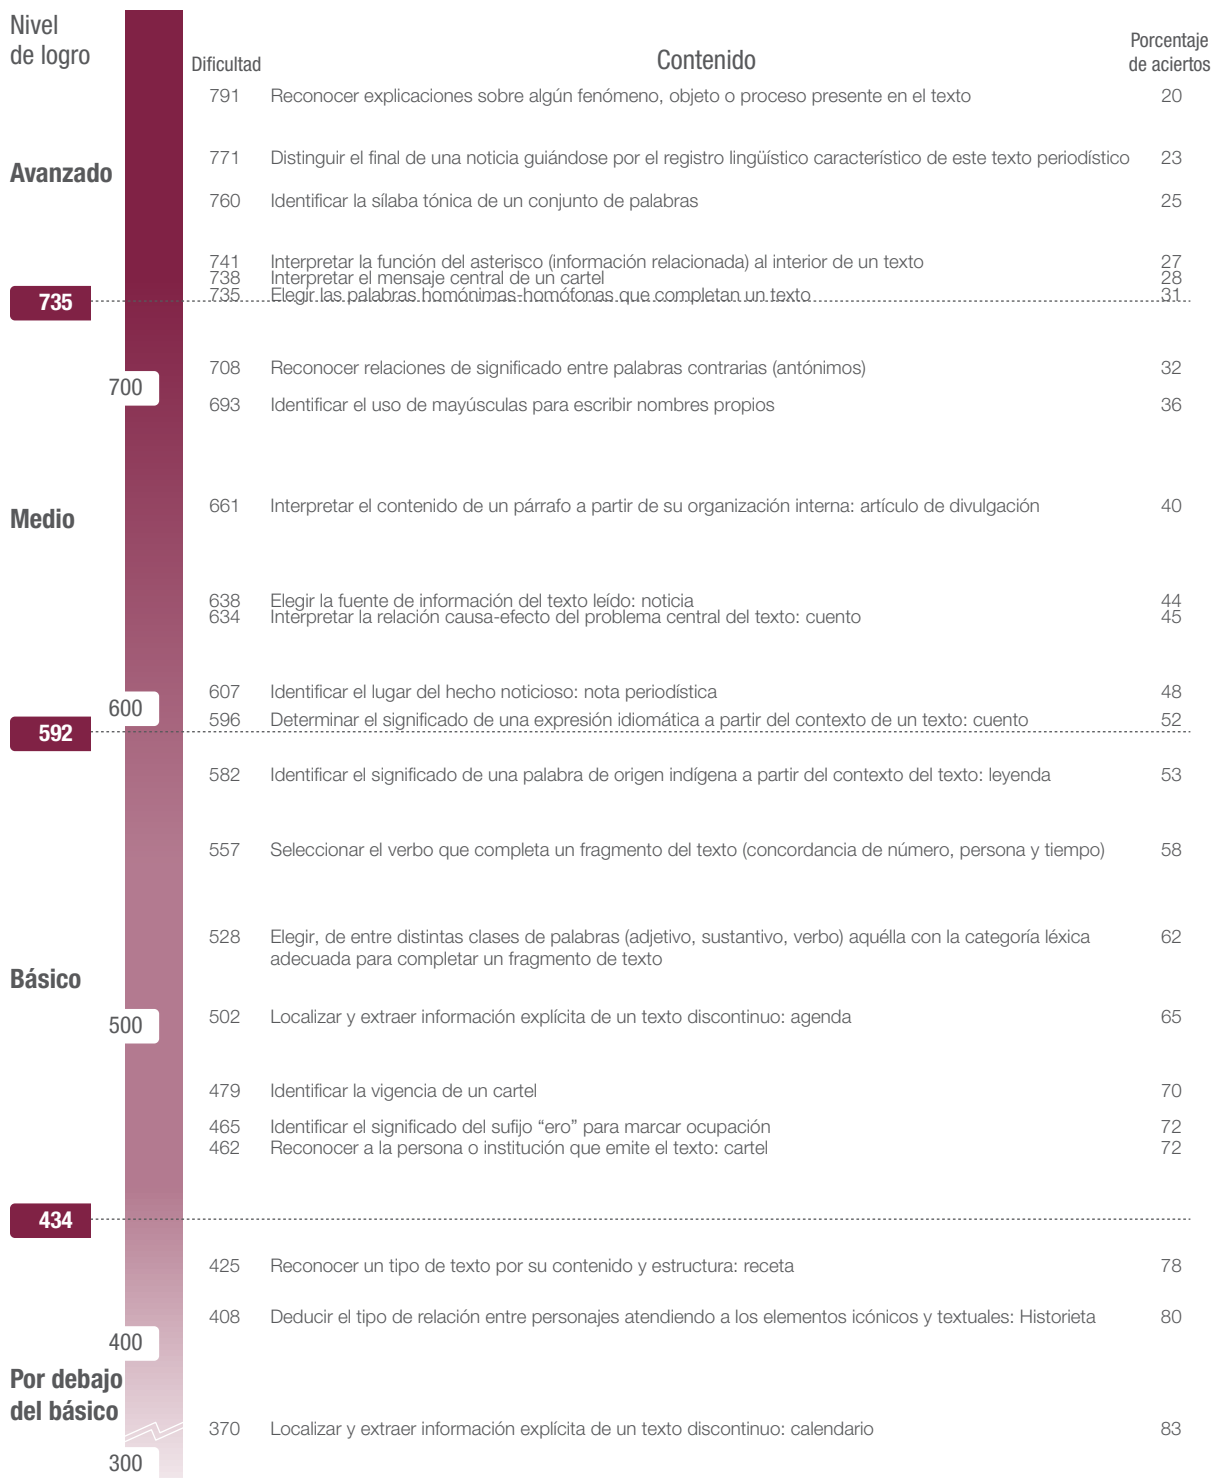 Nivel
de logro
Dificultad Contenido Porcentaje
de aciertos
791 Reconocer explicaciones sobre algún fenómeno, objeto o proceso presente en el texto 20
771 Distinguir el final de una noticia guiándose por el registro lingüístico característico de este texto periodístico 23
Avanzado
760 Identificar la sílaba tónica de un conjunto de palabras 25
741 Interpretar la función del asterisco (información relacionada) al interior de un texto 27
738 Interpretar el mensaje central de un cartel 28
735 Elegir las palabras homónimas-homófonas que completan un texto 31
735
708 Reconocer relaciones de significado entre palabras contrarias (antónimos) 32
700
693 Identificar el uso de mayúsculas para escribir nombres propios 36
661 Interpretar el contenido de un párrafo a partir de su organización interna: artículo de divulgación 40
Medio
638 Elegir la fuente de información del texto leído: noticia 44
634 Interpretar la relación causa-efecto del problema central del texto: cuento 45
607 Identificar el lugar del hecho noticioso: nota periodística 48
600
596 Determinar el significado de una expresión idiomática a partir del contexto de un texto: cuento 52
592
582 Identificar el significado de una palabra de origen indígena a partir del contexto del texto: leyenda 53
557 Seleccionar el verbo que completa un fragmento del texto (concordancia de número, persona y tiempo) 58
528 Elegir, de entre distintas clases de palabras (adjetivo, sustantivo, verbo) aquélla con la categoría léxica 62
adecuada para completar un fragmento de texto
Básico
502 Localizar y extraer información explícita de un texto discontinuo: agenda 65
500
479 Identificar la vigencia de un cartel 70
465 Identificar el significado del sufijo “ero” para marcar ocupación 72
462 Reconocer a la persona o institución que emite el texto: cartel 72
434
425 Reconocer un tipo de texto por su contenido y estructura: receta 78
408 Deducir el tipo de relación entre personajes atendiendo a los elementos icónicos y textuales: Historieta 80
400
Por debajo
del básico
370 Localizar y extraer información explícita de un texto discontinuo: calendario 83
300